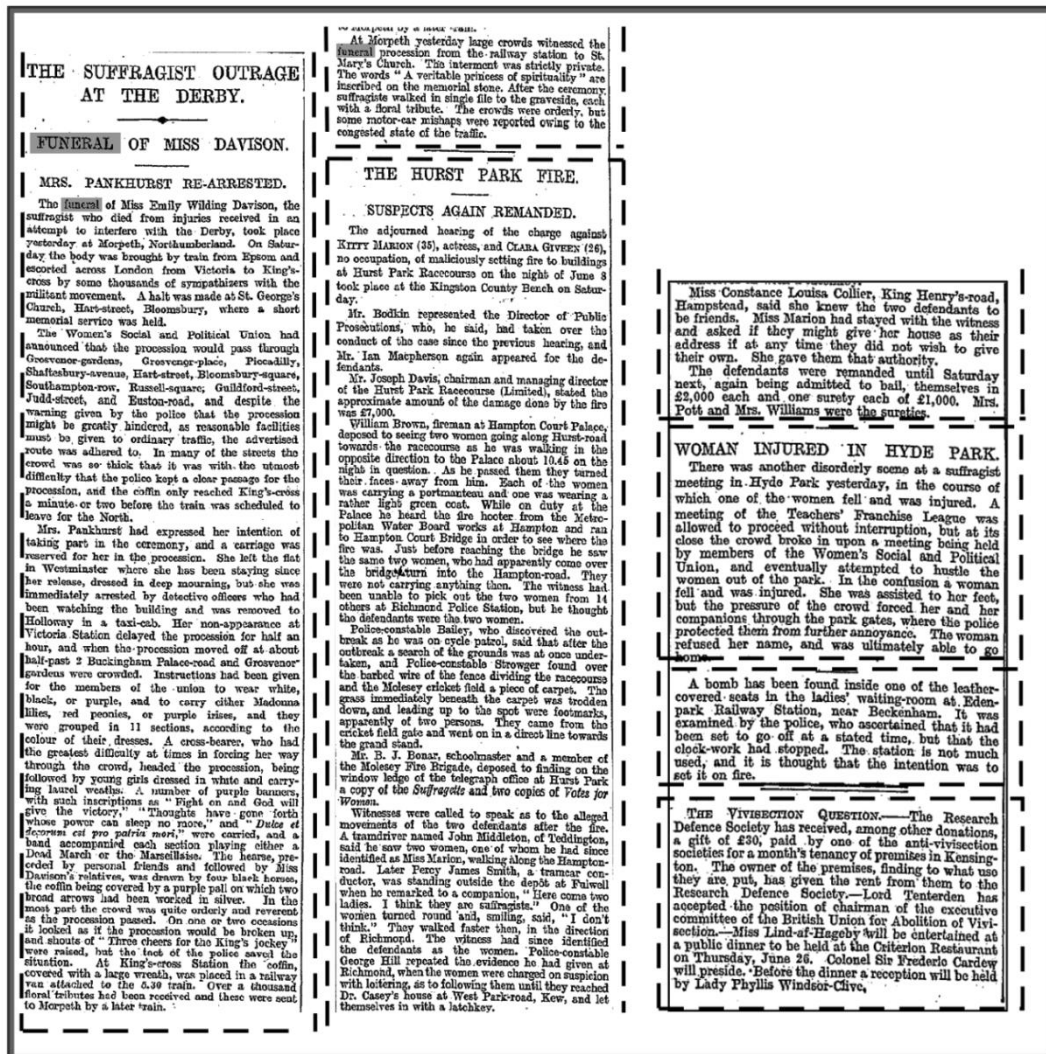 THE SUFFRAGIST OUTRAGE
AT THE DERBY.
FUNERAL OF MISS DAVISON.
MRS. PANKHURST RE-ARRESTED.
The funeral of Miss Emily Wilding Davison, the
suffragist who died from injuries received in an
attempt to interfere with the Derby, took place
yesterday at Morpeth, Northumberland. On Satur-
day the body was brought by train from Epsom and
escorted across London from Victoria to King's-
cross by some thousands of sympathizers with the
militant movement. A halt was made at St. George's
Church, Hart-street, Bloomsbury, where a short
memorial service was held.
The Women's Social and Political Union had
announced that the procession would pass through
Grosvenor-gardens, Grosvenor-place, Piccadilly,
Shaftesbury-avenue, Hart-street, Bloomsbury-square,
Southampton-row, Russell-square, Guildford-street,
Judd-street, and Euston-road, and despite the
warning given by the police that the procession
might be greatly hindered, as reasonable facilities
must be given to ordinary traffic, the advertised
route was adhered to. In many of the streets the
crowd was so thick that it was with the utmost
difficulty that the police kept a clear passage for the
procession, and the coffin only reached King's-cross
a minute or two before the train was scheduled to
leave for the North.
Mrs. Pankhurst had expressed her intention of
taking part in the ceremony, and a carriage was
reserved for her in the procession. She left the flat
in Westminster where she has been staying since
her release, dressed in deep mourning, but she was
immediately arrested by detective officers who had
been watching the building and was removed to
Holloway in a taxi-cab. Her non-appearance at
Victoria Station delayed the procession for half an
hour, and when the procession moved off at about
half-past 2 Buckingham Palace-road and Grosvenor-
gardens were crowded. Instructions had been given
for the members of the union to wear white,
black, or purple, and to carry either Madonna
lilies, red peonies, or purple irises, and they
were grouped in 11 sections, according to the
colour of their dresses. A cross-bearer, who had
the greatest difficulty at times in forcing her way
through the crowd, headed the procession, being
followed by young girls dressed in white and carry-
ing laurel weaths. A number of purple banners,
with such inscriptions as "Fight on and God will
give the victory," "Thoughts have gone forth
whose power can sleep no more," and "Dulce et
decorum est pro patria mori," were carried, and a
band accompanied each section playing either a
Dead March or the Marseillaise. The hearse, pre-
ceded by personal friends and followed by Miss
Davison's relatives, was drawn by four black horses,
the coffin being covered by a purple pall on which two
broad arrows had been worked in silver. In the
most part the crowd was quite orderly and reverent
as the procession passed. On one or two occasions
it looked as if the procession would be broken up,
and shouts of "Three cheers for the King's jockey"
were raised, but the tact of the police saved the
situation. At King's-cross Station the coffin,
covered with a large wreath, was placed in a railway
van attached to the 5.30 train. Over a thousand
floral tributes had been received and these were sent
to Morpeth by a later train.
to Morpeth by a later train.
At Morpeth yesterday large crowds witnessed the
funeral procession from the railway station to St.
Mary's Church. The interment was strictly private.
The words "A veritable princess of spirituality" are
inscribed on the memorial stone. After the ceremony
suffragists walked in single file to the graveside, each
with a floral tribute. The crowds were orderly, but
some motor-car mishaps were reported owing to the
congested state of the traffic.
THE HURST PARK FIRE.
SUSPECTS AGAIN REMANDED.
The adjourned hearing of the charge against
KITTY MARION (35), actress, and CLARA GIVEEN (26),
no occupation, of maliciously setting fire to buildings
at Hurst Park Racecourse on the night of June 8
took place at the Kingston County Bench on Satur-
day.
Mr. Bodkin represented the Director of Public
Prosecutions, who, he said, had taken over the
conduct of the case since the previous hearing, and
Mr. Ian Macpherson again appeared for the de-
fendants.
Mr. Joseph Davis, chairman and managing director
of the Hurst Park Racecourse (Limited), stated the
approximate amount of the damage done by the fire
was £7,000.
William Brown, fireman at Hampton Court Palace,
deposed to seeing two women going along Hurst-road
towards the racecourse as he was walking in the
opposite direction to the Palace about 10.45 on the
night in question. As he passed them they turned
their faces away from him. Each of the women
was carrying a portmanteau and one was wearing a
rather light green coat. While on duty at the
Palace he heard the fire hooter from the Metro-
politan Water Board works at Hampton and ran
to Hampton Court Bridge in order to see where the
fire was. Just before reaching the bridge he saw
the same two women, who had apparently come over
the bridge, turn into the Hampton-road. They
were not carrying anything then. The witness had
been unable to pick out the two women from 14
others at Richmond Police Station, but he thought
the defendants were the two women.
Police-constable Bailey, who discovered the out-
break as he was on cycle patrol, said that after the
outbreak a search of the grounds was at once under-
taken, and Police-constable Strowger found over
the barbed wire of the fence dividing the racecourse
and the Molesey cricket field a piece of carpet. The
grass immediately beneath the carpet was trodden
down, and leading up to the spot were footmarks,
apparently of two persons. They came from the
cricket field gate and went on in a direct line towards
the grand stand.
Mr. B. J. Bonar, schoolmaster and a member of
the Molesey Fire Brigade, deposed to finding on the
window ledge of the telegraph office at Hurst Park
a copy of the Suffragette and two copies of Votes for
Women.
Witnesses were called to speak as to the alleged
movements of the two defendants after the fire.
A tramdriver named John Middleton, of Teddington,
said he saw two women, one of whom he had since
identified as Miss Marion, walking along the Hampton-
road. Later Percy James Smith, a tramcar con-
ductor, was standing outside the depôt at Fulwell
when he remarked to a companion, "Here come two
ladies. I think they are suffragists." One of the
women turned round and, smiling, said, "I don't
think." They walked faster then, in the direction
of Richmond. The witness had since identified
the defendants as the women. Police-constable
George Hill repeated the evidence he had given at
Richmond, when the women were charged on suspicion
with loitering, as to following them until they reached
Dr. Casey's house at West Park-road, Kew, and let
themselves in with a latchkey.
Miss Constance Louisa Collier, King Henry's-road,
Hampstead, said she knew the two defendants to
be friends. Miss Marion had stayed with the witness
and asked if they might give her house as their
address if at any time they did not wish to give
their own. She gave them that authority.
The defendants were remanded until Saturday
next, again being admitted to bail, themselves in
£2,000 each and one surety each of £1,000. Mrs.
Pott and Mrs. Williams were the sureties.
WOMAN INJURED IN HYDE PARK.
There was another disorderly scene at a suffragist
meeting in Hyde Park yesterday, in the course of
which one of the women fell and was injured. A
meeting of the Teachers' Franchise League was
allowed to proceed without interruption, but at its
close the crowd broke in upon a meeting being held
by members of the Women's Social and Political
Union, and eventually attempted to hustle the
women out of the park. In the confusion a woman
fell and was injured. She was assisted to her feet,
but the pressure of the crowd forced her and her
companions through the park gates, where the police
protected them from further annoyance. The woman
refused her name, and was ultimately able to go
home.
A bomb has been found inside one of the leather-
covered seats in the ladies' waiting-room at Eden-
park Railway Station, near Beckenham. It was
examined by the police, who ascertained that it had
been set to go off at a stated time, but that the
clock-work had stopped. The station is not much
used, and it is thought that the intention was to
set it on fire.
THE VIVISECTION QUESTION.—The Research
Defence Society has received, among other donations,
a gift of £30, paid by one of the anti-vivisection
societies for a month's tenancy of premises in Kensing-
ton. The owner of the premises, finding to what use
they are put, has given the rent from them to the
Research Defence Society.—Lord Tenterden has
accepted the position of chairman of the executive
committee of the British Union for Abolition of Vivi-
section.—Miss Lind-af-Hageby will be entertained at
a public dinner to be held at the Criterion Restaurant
on Thursday, June 26. Colonel Sir Frederic Cardew
will preside. Before the dinner a reception will be held
by Lady Phyllis Windsor-Clive.